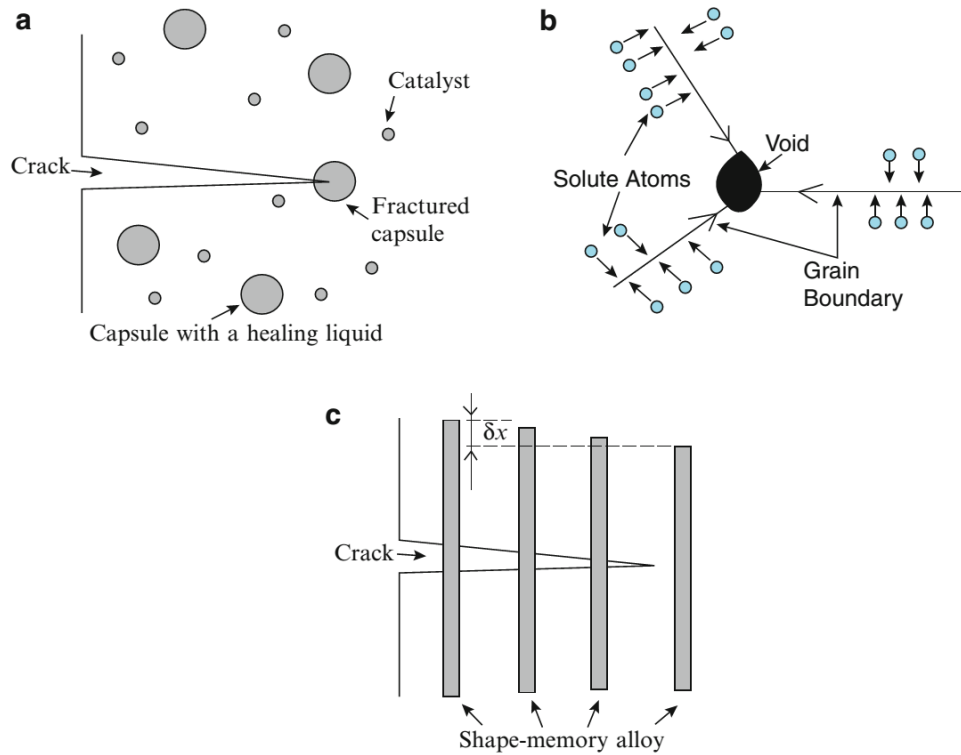 a
Catalyst
Crack
Fractured
capsule
Capsule with a healing liquid
b
Void
Solute Atoms
Grain
Boundary
c
δx
Crack
Shape-memory alloy